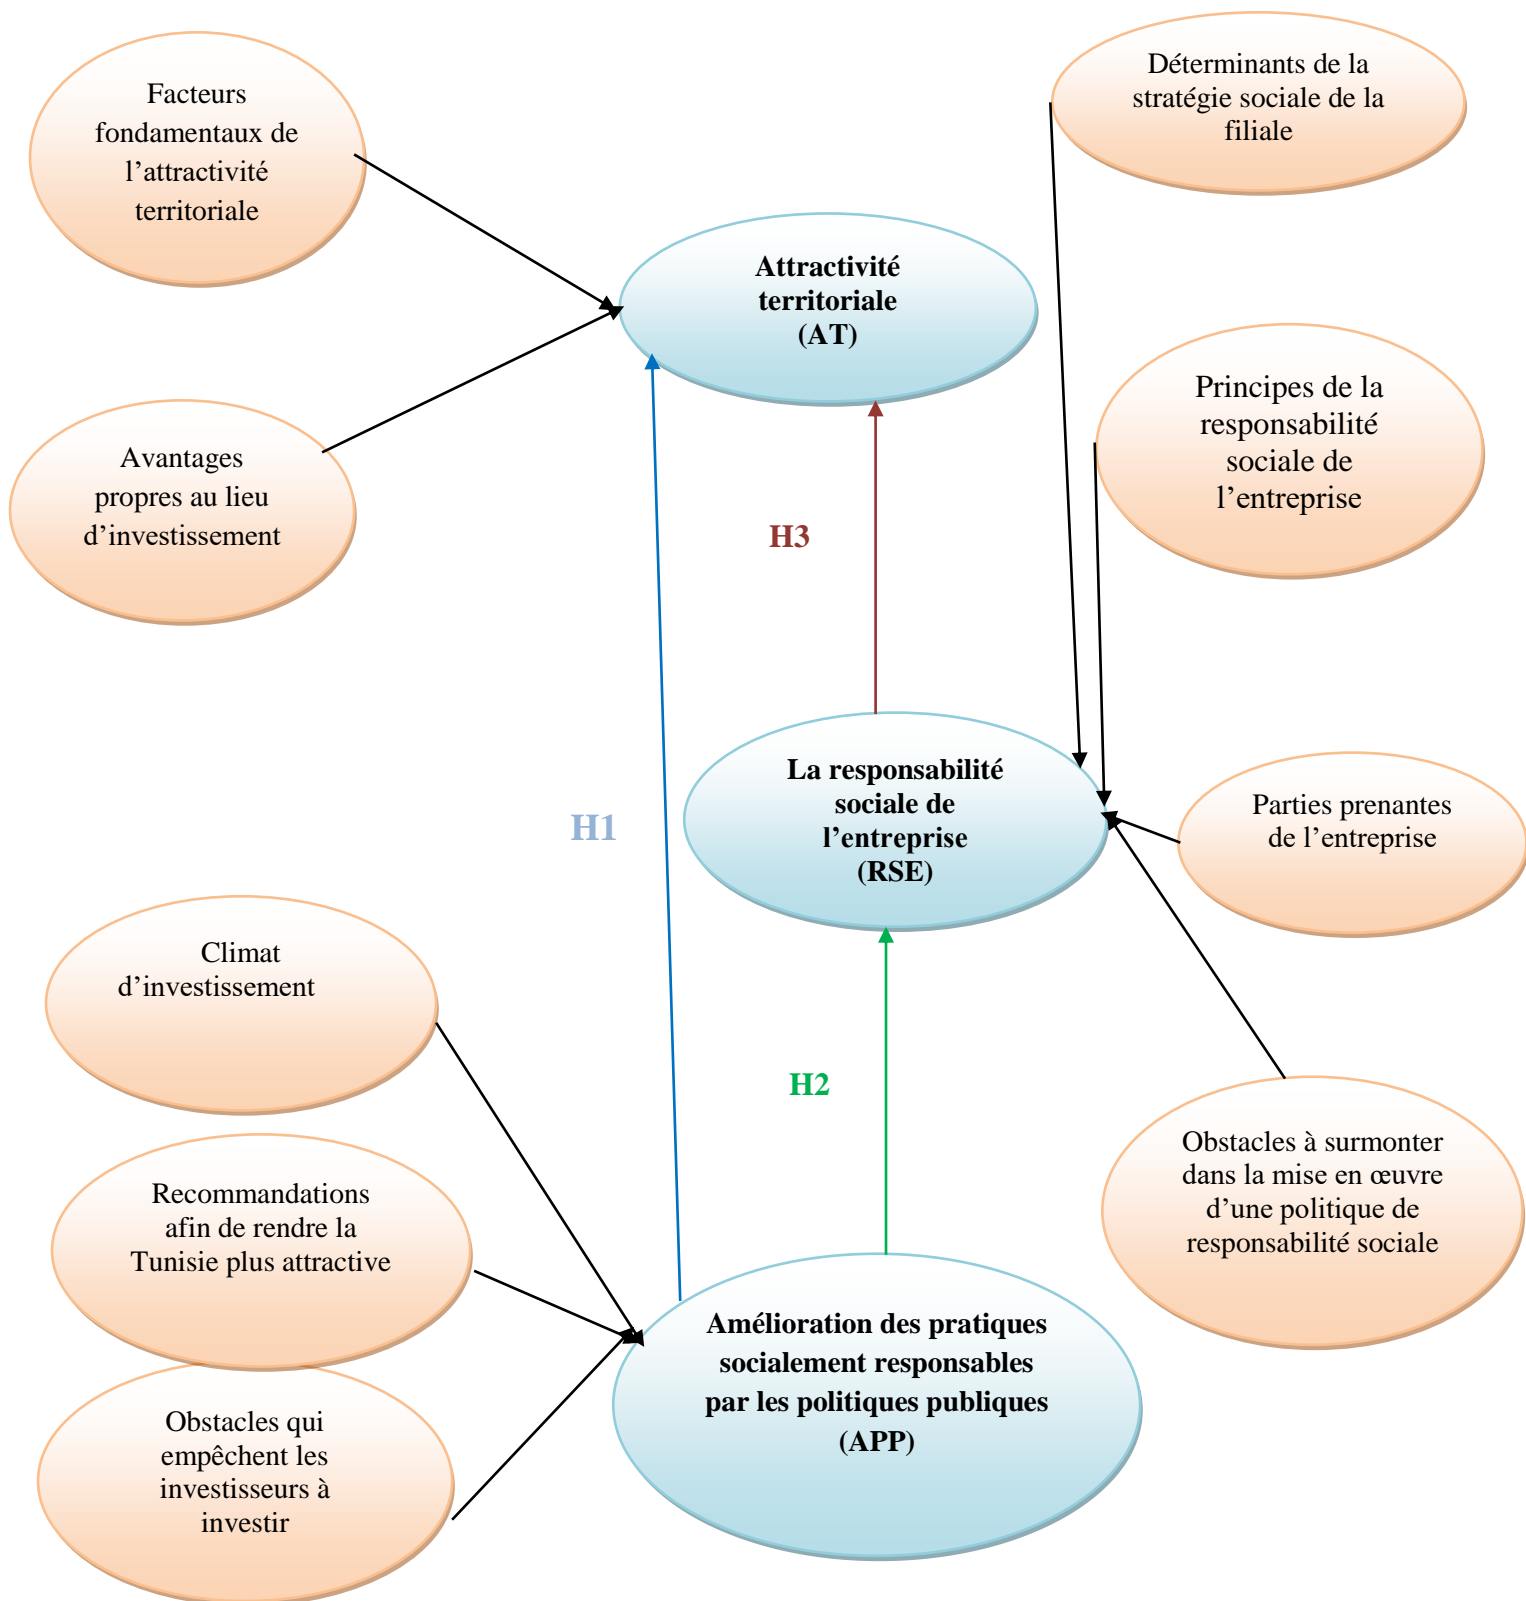 Facteurs
fondamentaux de
l’attractivité
territoriale
Déterminants de la
stratégie sociale de la
filiale
Attractivité
territoriale
(AT)
Avantages
propres au lieu
d’investissement
Principes de la
responsabilité
sociale de
l’entreprise
H3
La responsabilité
sociale de
l’entreprise
(RSE)
H1
Parties prenantes
de l’entreprise
Climat
d’investissement
H2
Recommandations
afin de rendre la
Tunisie plus attractive
Obstacles à surmonter
dans la mise en œuvre
d’une politique de
responsabilité sociale
Amélioration des pratiques
socialement responsables
par les politiques publiques
(APP)
Obstacles qui
empêchent les
investisseurs à
investir